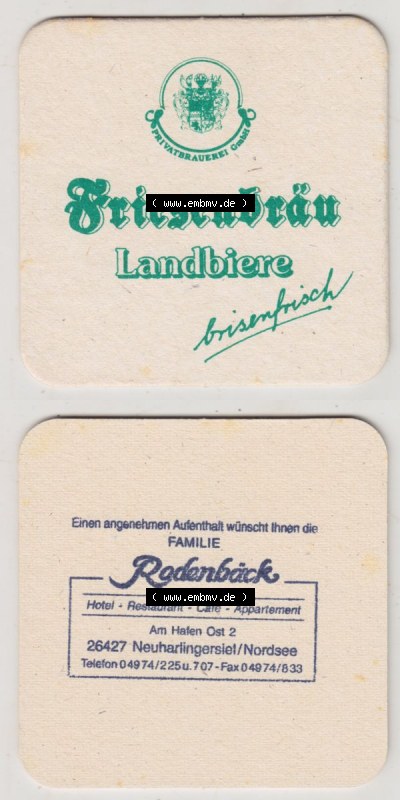 PRIVATBRAUEREI GmbH
Friesenbräu
( www.embmv.de )
Landbiere
brisenfrisch
Einen angenehmen Aufenthalt wünscht Ihnen die
FAMILIE
Rodenbäck
( www.embmv.de )
Hotel - Restaurant - Café - Appartement
Am Hafen Ost 2
26427 Neuharlingersiel/Nordsee
Telefon 04974/225 u. 707 - Fax 04974/833